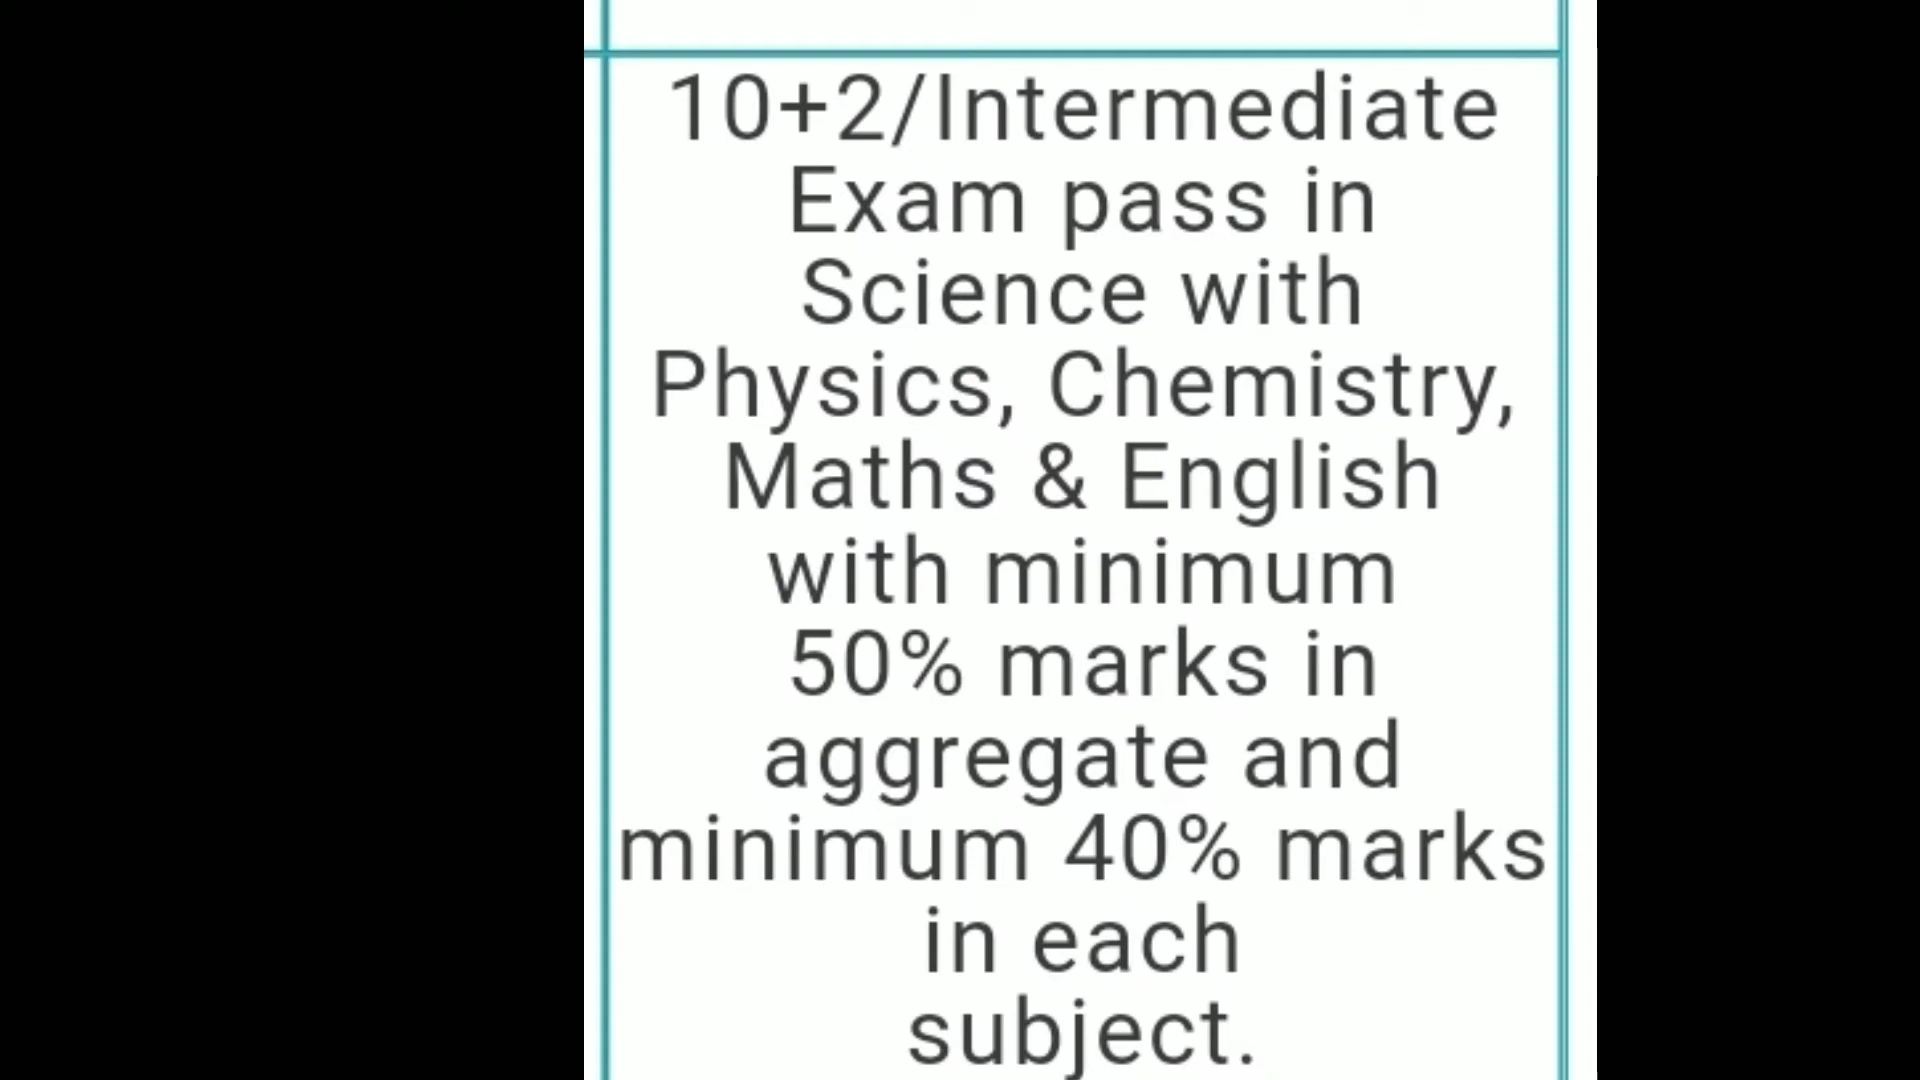 10+2/Intermediate
Exam pass in
Science with
Physics, Chemistry,
Maths & English
with minimum
50% marks in
aggregate and
minimum 40% marks
in each
subject.